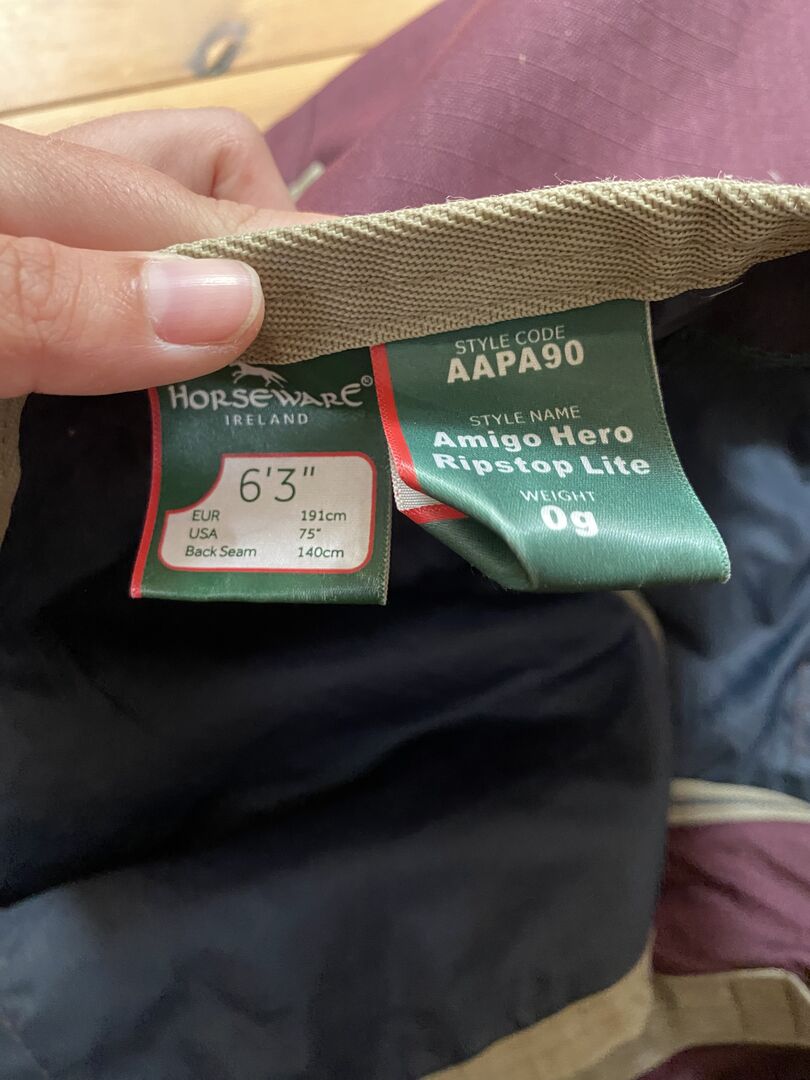 HORSEWARE®
IRELAND
6'3"
EUR 191cm
USA 75"
Back Seam 140cm
STYLE CODE
AAPA90
STYLE NAME
Amigo Hero
Ripstop Lite
WEIGHT
0g